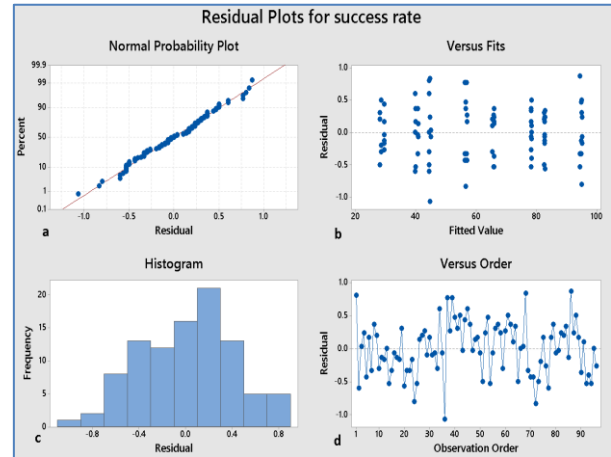 Residual Plots for success rate
Normal Probability Plot
99.9
99
90
50
10
1
0.1
Percent
-1.0
-0.5
0.0
0.5
1.0
Residual
a
Versus Fits
1.0
0.5
0.0
-0.5
-1.0
Residual
20
40
60
80
100
Fitted Value
b
Histogram
20
15
10
5
0
Frequency
-0.8
-0.4
0.0
0.4
0.8
Residual
c
Versus Order
1.0
0.5
0.0
-0.5
-1.0
Residual
1
10
20
30
40
50
60
70
80
90
Observation Order
d